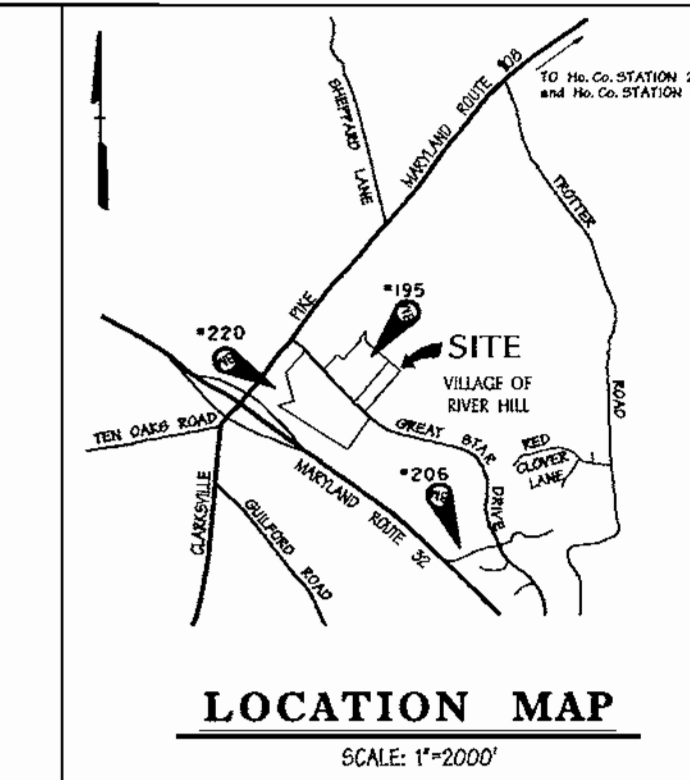 TO Ho. Co. STATION 2
and Ho. Co. STATION
MARYLAND ROUTE 108
SHEPPARD LANE
TROTTER
ROAD
PIKE
#195
#220
SITE
VILLAGE OF
RIVER HILL
TEN OAKS ROAD
GREAT STAR DRIVE
RED
CLOVER
LANE
#206
MARYLAND ROUTE 32
CLARKSVILLE
GUILFORD ROAD
LOCATION MAP
SCALE: 1"=2000'